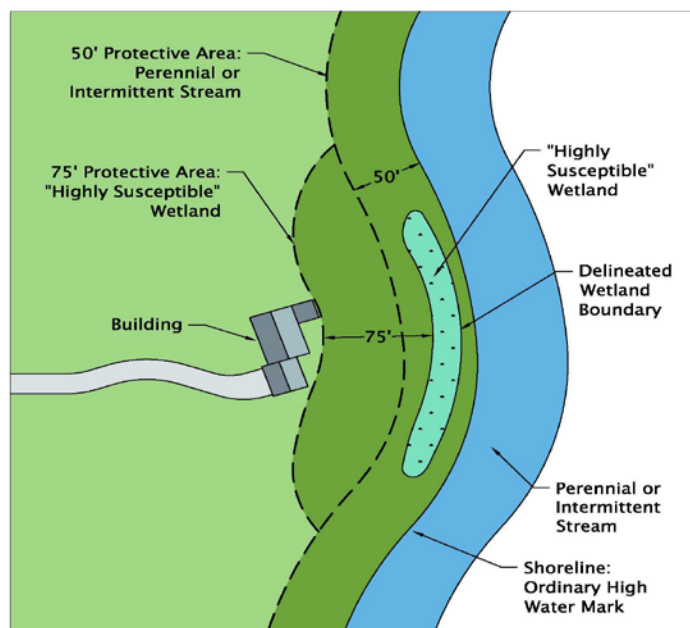 50' Protective Area:
Perennial or
Intermittent Stream
75' Protective Area:
"Highly Susceptible"
Wetland
50'
"Highly
Susceptible"
Wetland
Delineated
Wetland
Boundary
Building
75'
Perennial or
Intermittent
Stream
Shoreline:
Ordinary High
Water Mark